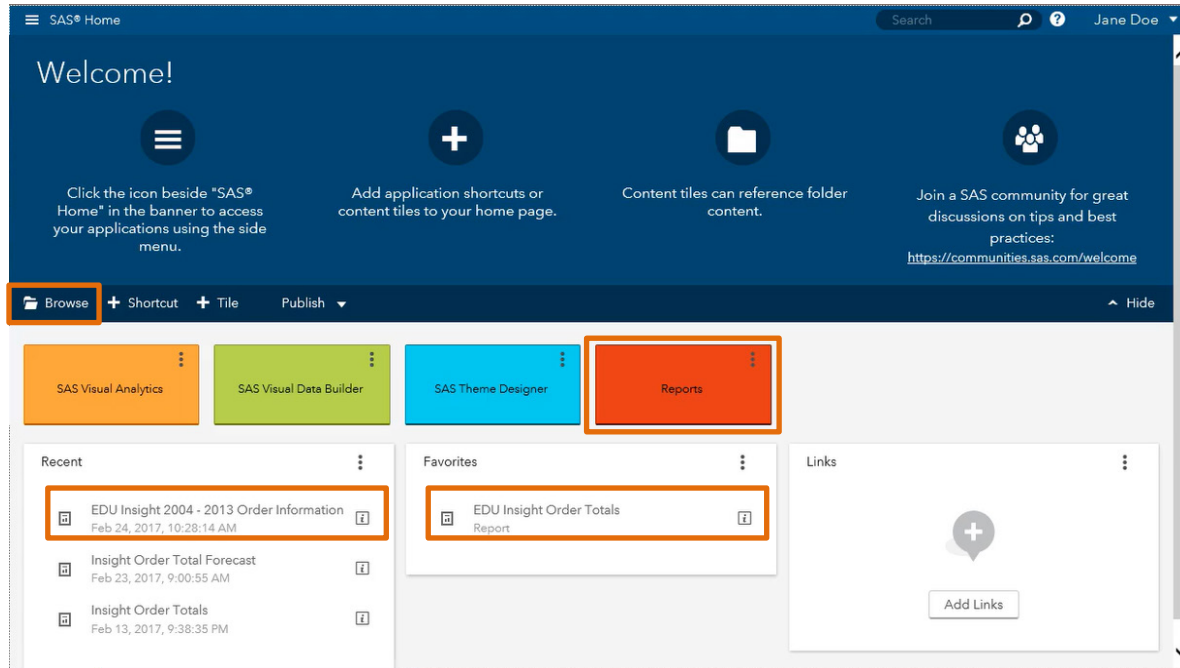 SAS® Home
Search
Jane Doe
Welcome!
Click the icon beside "SAS®
Home" in the banner to access
your applications using the side
menu.
Add application shortcuts or
content tiles to your home page.
Content tiles can reference folder
content.
Join a SAS community for great
discussions on tips and best
practices:
https://communities.sas.com/welcome
Browse
Shortcut
Tile
Publish
Hide
SAS Visual Analytics
SAS Visual Data Builder
SAS Theme Designer
Reports
Recent
EDU Insight 2004 - 2013 Order Information
Feb 24, 2017, 10:28:14 AM
Insight Order Total Forecast
Feb 23, 2017, 9:00:55 AM
Insight Order Totals
Feb 13, 2017, 9:38:35 PM
Favorites
EDU Insight Order Totals
Report
Links
Add Links